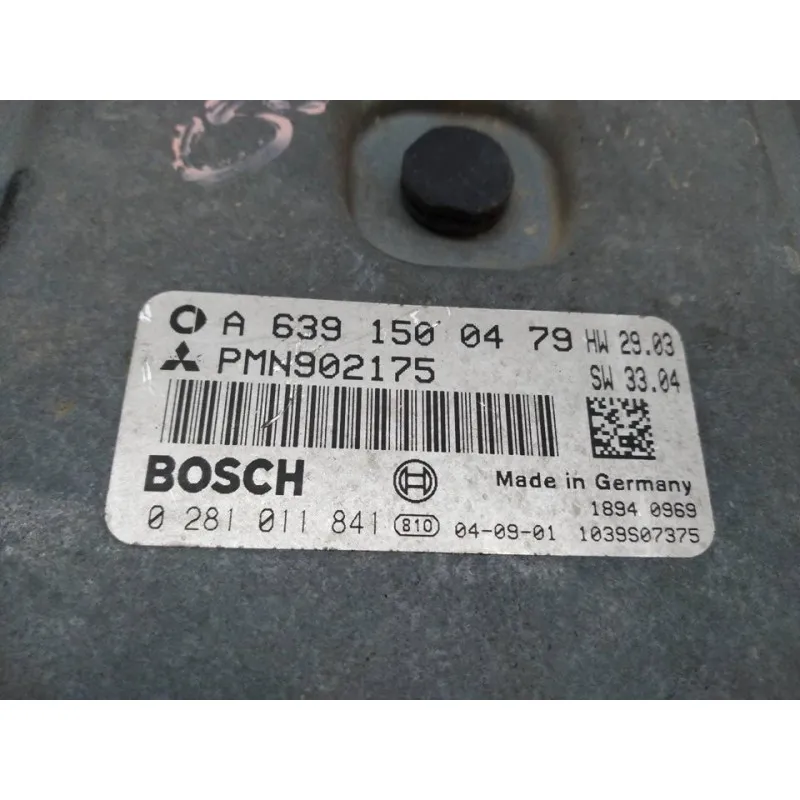 A 639 150 04 79 HW 29.03
PMN902175 SW 33.04
BOSCH Made in Germany
1894 0969
0 281 011 841 810 04-09-01 1039S07375